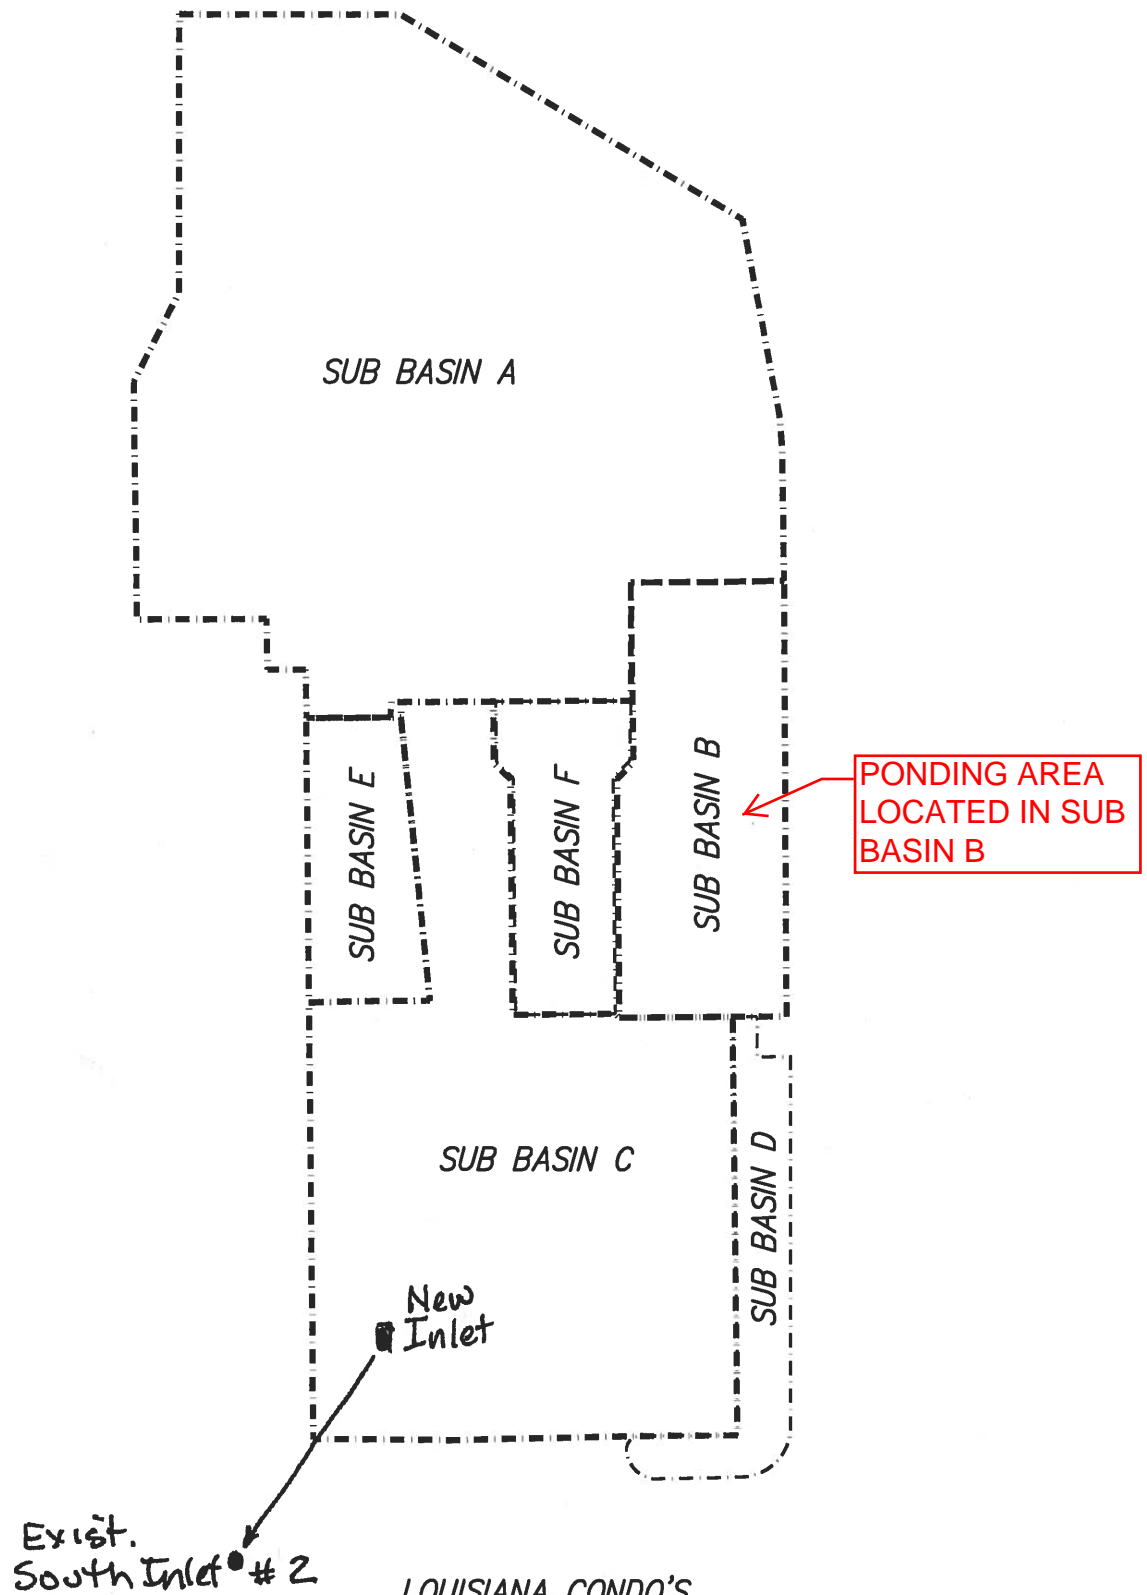 SUB BASIN A
SUB BASIN E
SUB BASIN F
SUB BASIN B
PONDING AREA
LOCATED IN SUB
BASIN B
SUB BASIN C
SUB BASIN D
New
Inlet
Exist.
South Inlet #2
LOUISIANA CONDO'S